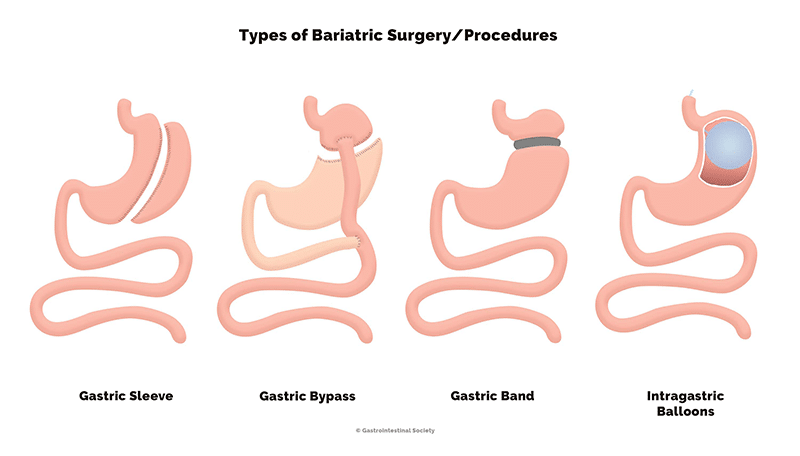 Types of Bariatric Surgery/Procedures
Gastric Sleeve
Gastric Bypass
Gastric Band
Intragastric
Balloons
© Gastrointestinal Society